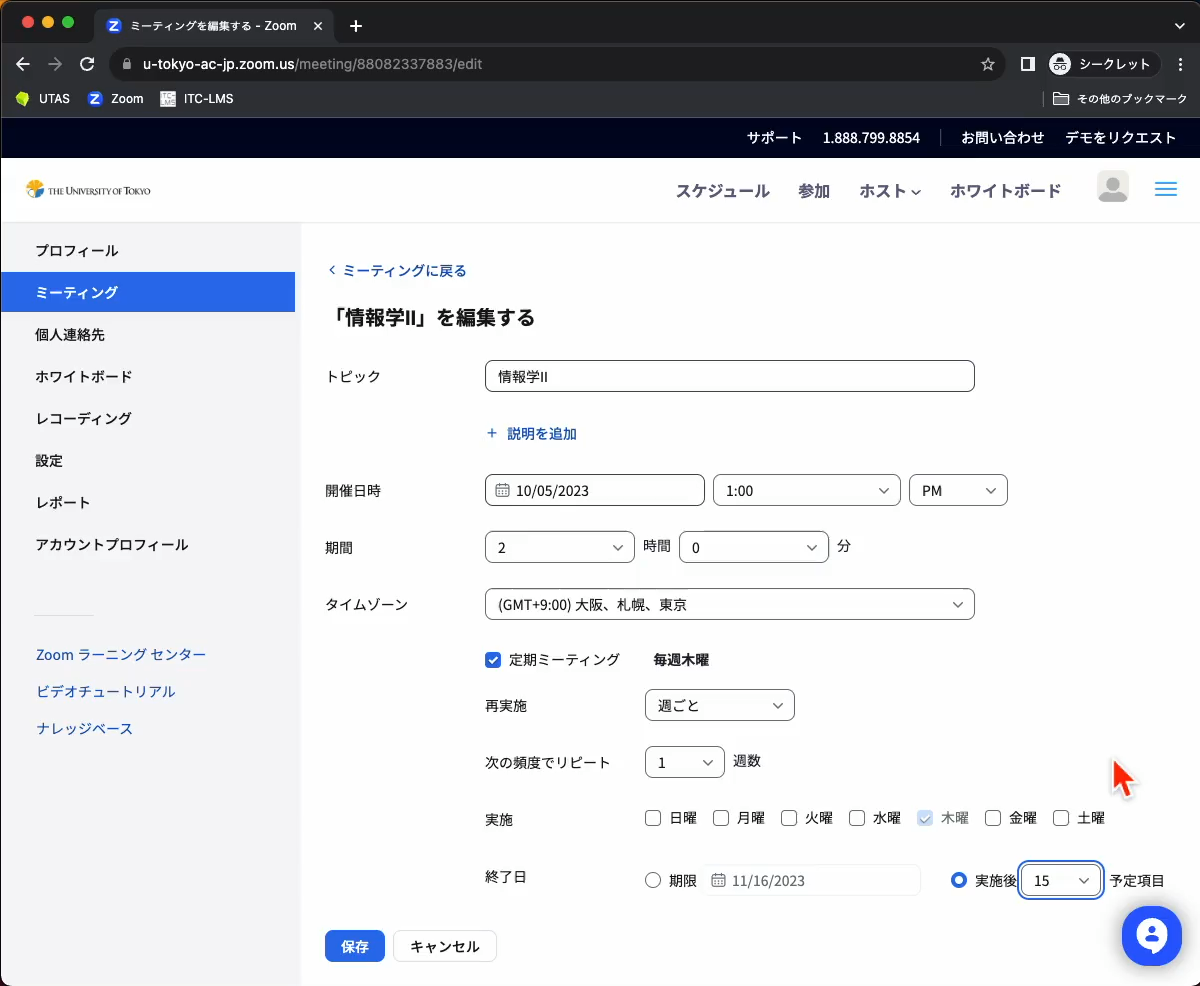 ミーティングを編集する - Zoom
u-tokyo-ac-jp.zoom.us/meeting/88082337883/edit
シークレット
UTAS Zoom ITC-LMS その他のブックマーク
サポート 1.888.799.8854 お問い合わせ デモをリクエスト
THE UNIVERSITY OF TOKYO スケジュール 参加 ホスト ホワイトボード
プロフィール
ミーティング
個人連絡先
ホワイトボード
レコーディング
設定
レポート
アカウントプロフィール
Zoom ラーニング センター
ビデオチュートリアル
ナレッジベース
ミーティングに戻る
「情報学II」を編集する
トピック 情報学II
+ 説明を追加
開催日時 10/05/2023 1:00 PM
期間 2 時間 0 分
タイムゾーン (GMT+9:00) 大阪、札幌、東京
定期ミーティング 毎週木曜
再実施 週ごと
次の頻度でリピート 1 週数
実施 日曜 月曜 火曜 水曜 木曜 金曜 土曜
終了日 期限 11/16/2023 実施後 15 予定項目
保存 キャンセル